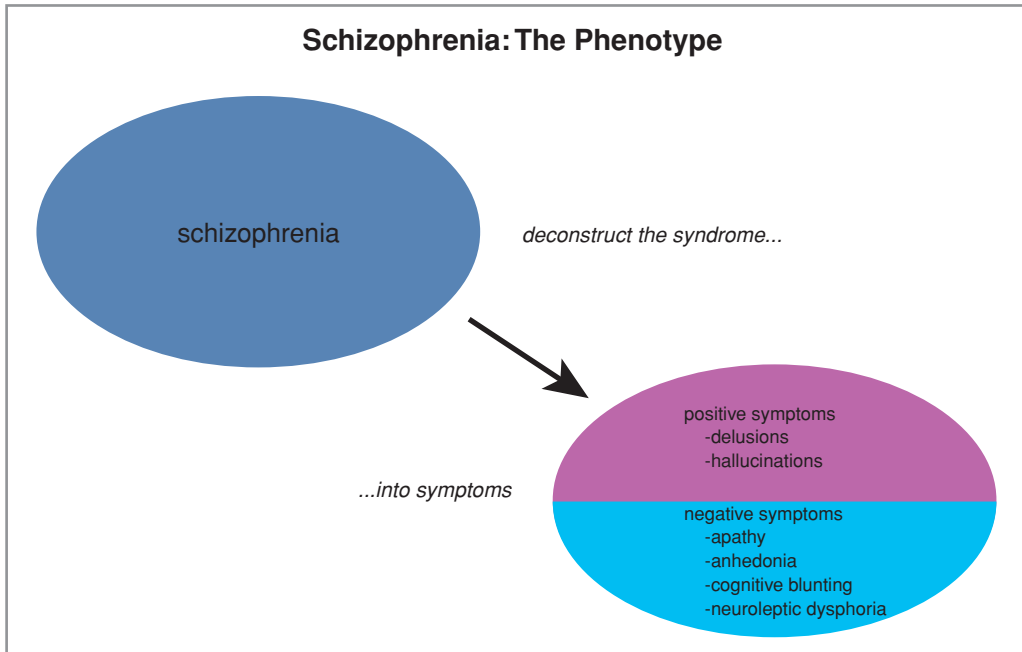 Schizophrenia: The Phenotype
schizophrenia
deconstruct the syndrome...
...into symptoms
positive symptoms
-delusions
-hallucinations
negative symptoms
-apathy
-anhedonia
-cognitive blunting
-neuroleptic dysphoria